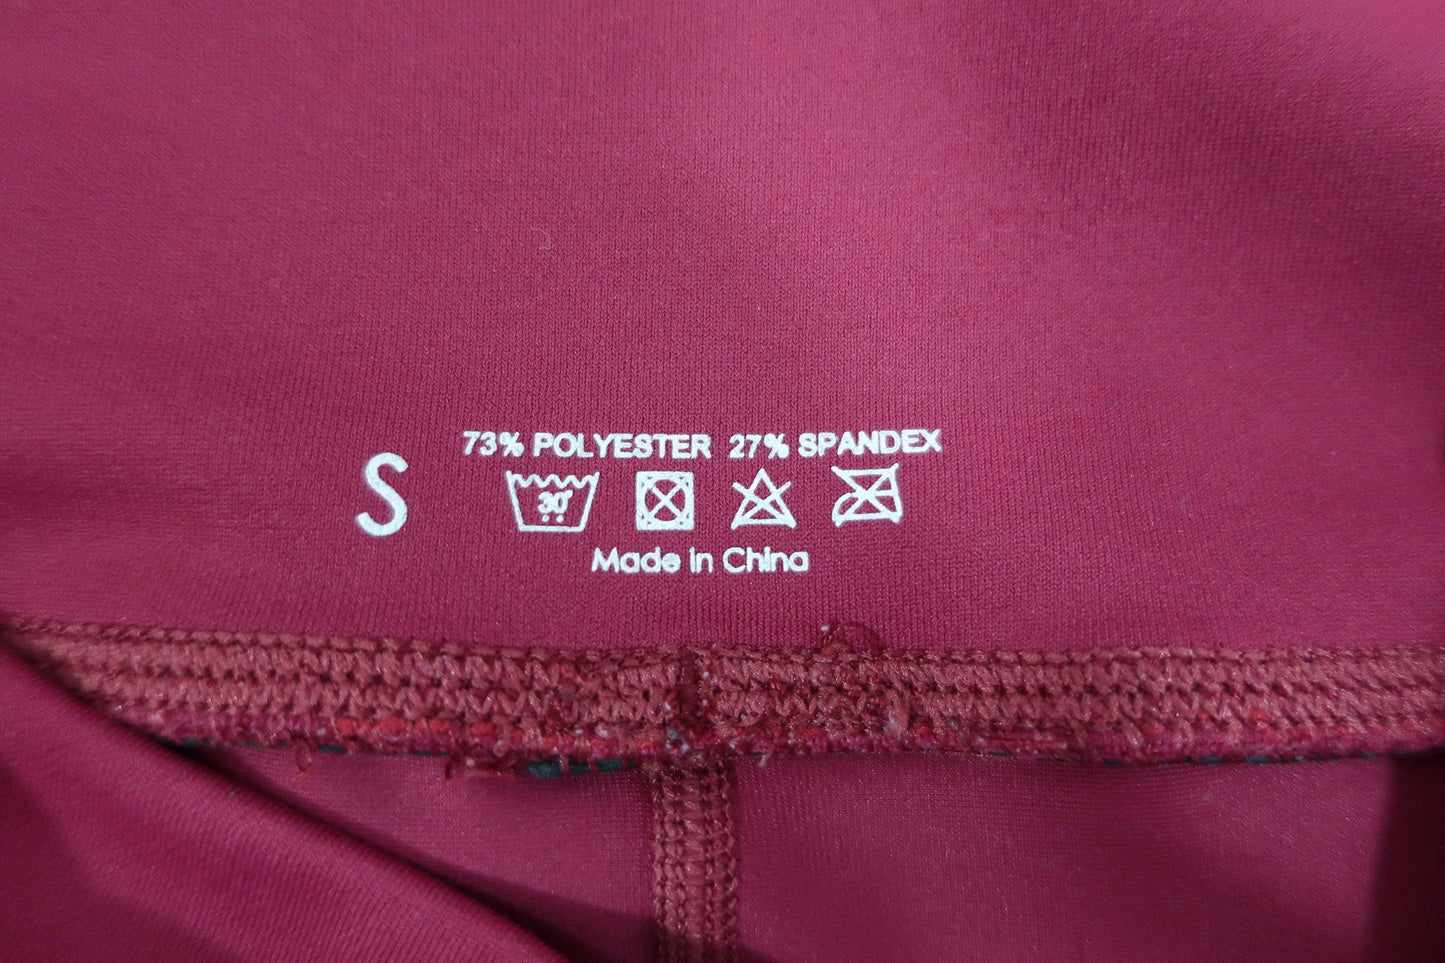 S
73% POLYESTER 27% SPANDEX
30°
Made in China